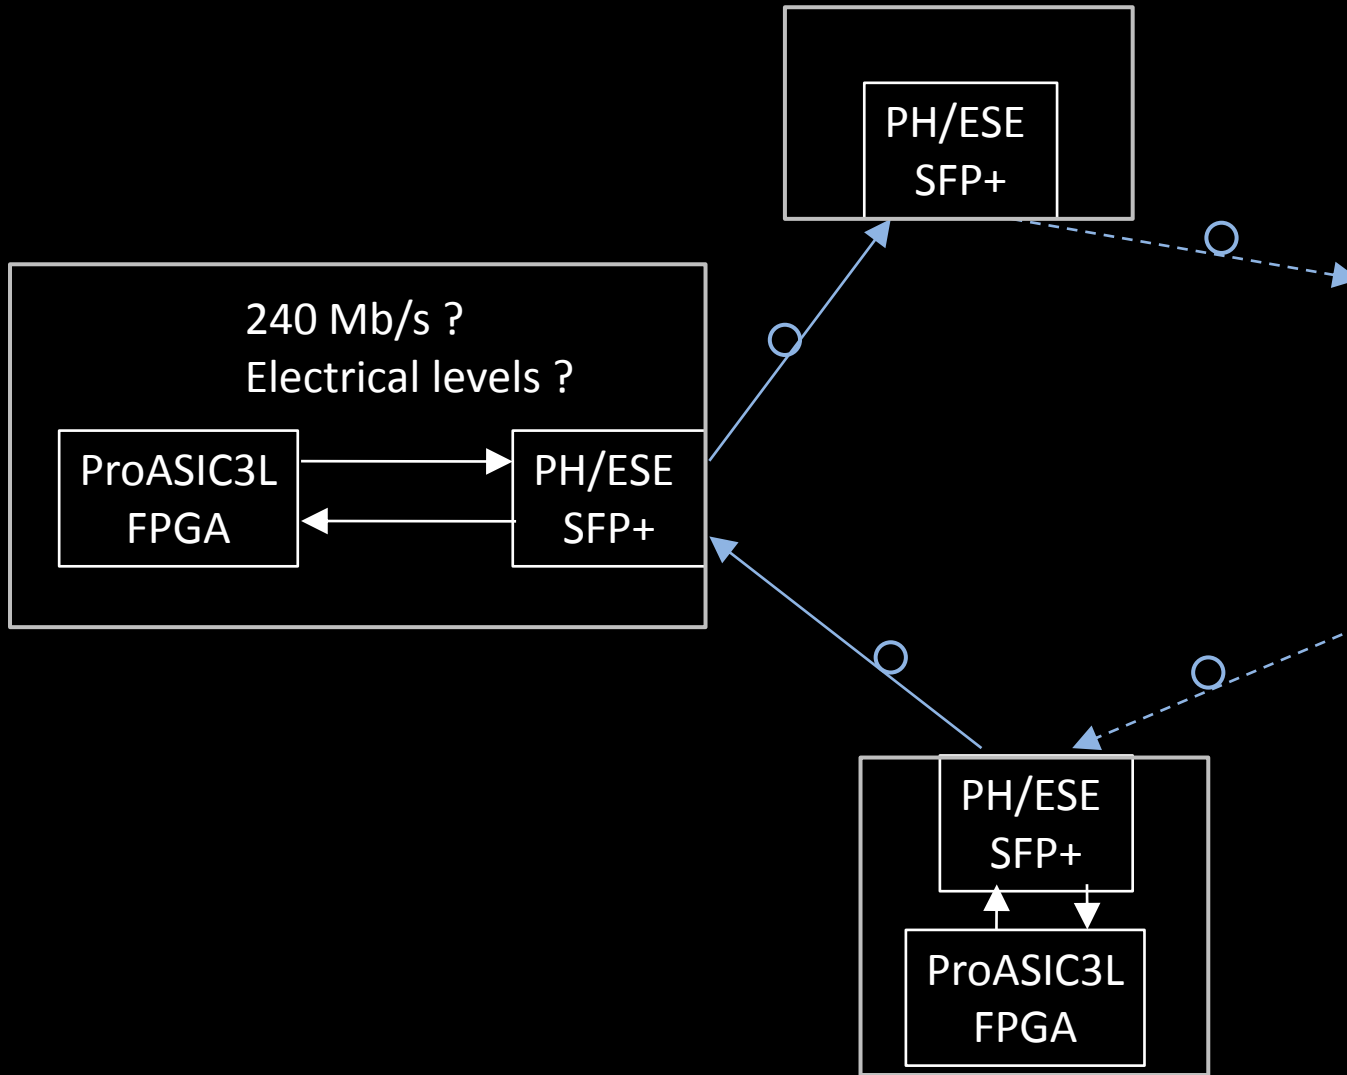 PH/ESE
SFP+
240 Mb/s ?
Electrical levels ?
ProASIC3L
FPGA
PH/ESE
SFP+
PH/ESE
SFP+
ProASIC3L
FPGA